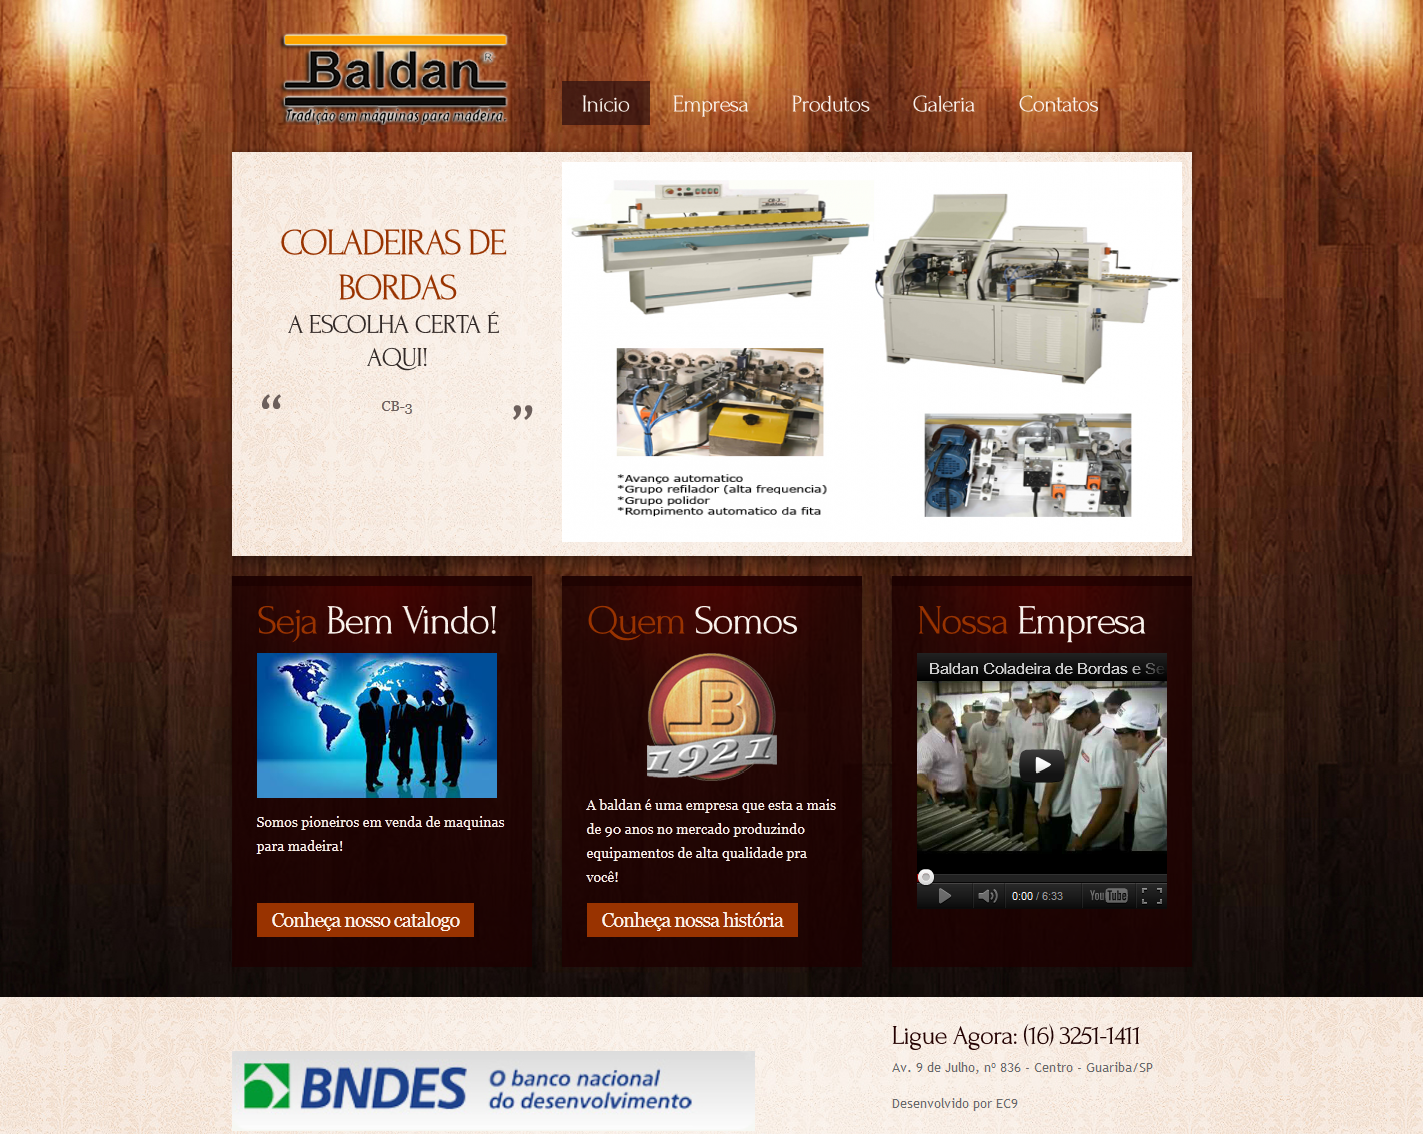 Baldan®
Tradição em maquinas para madeira.
Início
Empresa
Produtos
Galeria
Contatos
COLADEIRAS DE
BORDAS
A ESCOLHA CERTA É
AQUI!
“ CB-3 ”
CB-3
Baldan
*Avanço automatico
*Grupo refilador (alta frequencia)
*Grupo polidor
*Rompimento automatico da fita
Seja Bem Vindo!
Somos pioneiros em venda de maquinas
para madeira!
Conheça nosso catalogo
Quem Somos
B
1921
A baldan é uma empresa que esta a mais
de 90 anos no mercado produzindo
equipamentos de alta qualidade pra
você!
Conheça nossa história
Nossa Empresa
Baldan Coladeira de Bordas e Se
0:00 / 6:33
YouTube
BNDES
O banco nacional
do desenvolvimento
Ligue Agora: (16) 3251-1411
Av. 9 de Julho, nº 836 - Centro - Guariba/SP
Desenvolvido por EC9